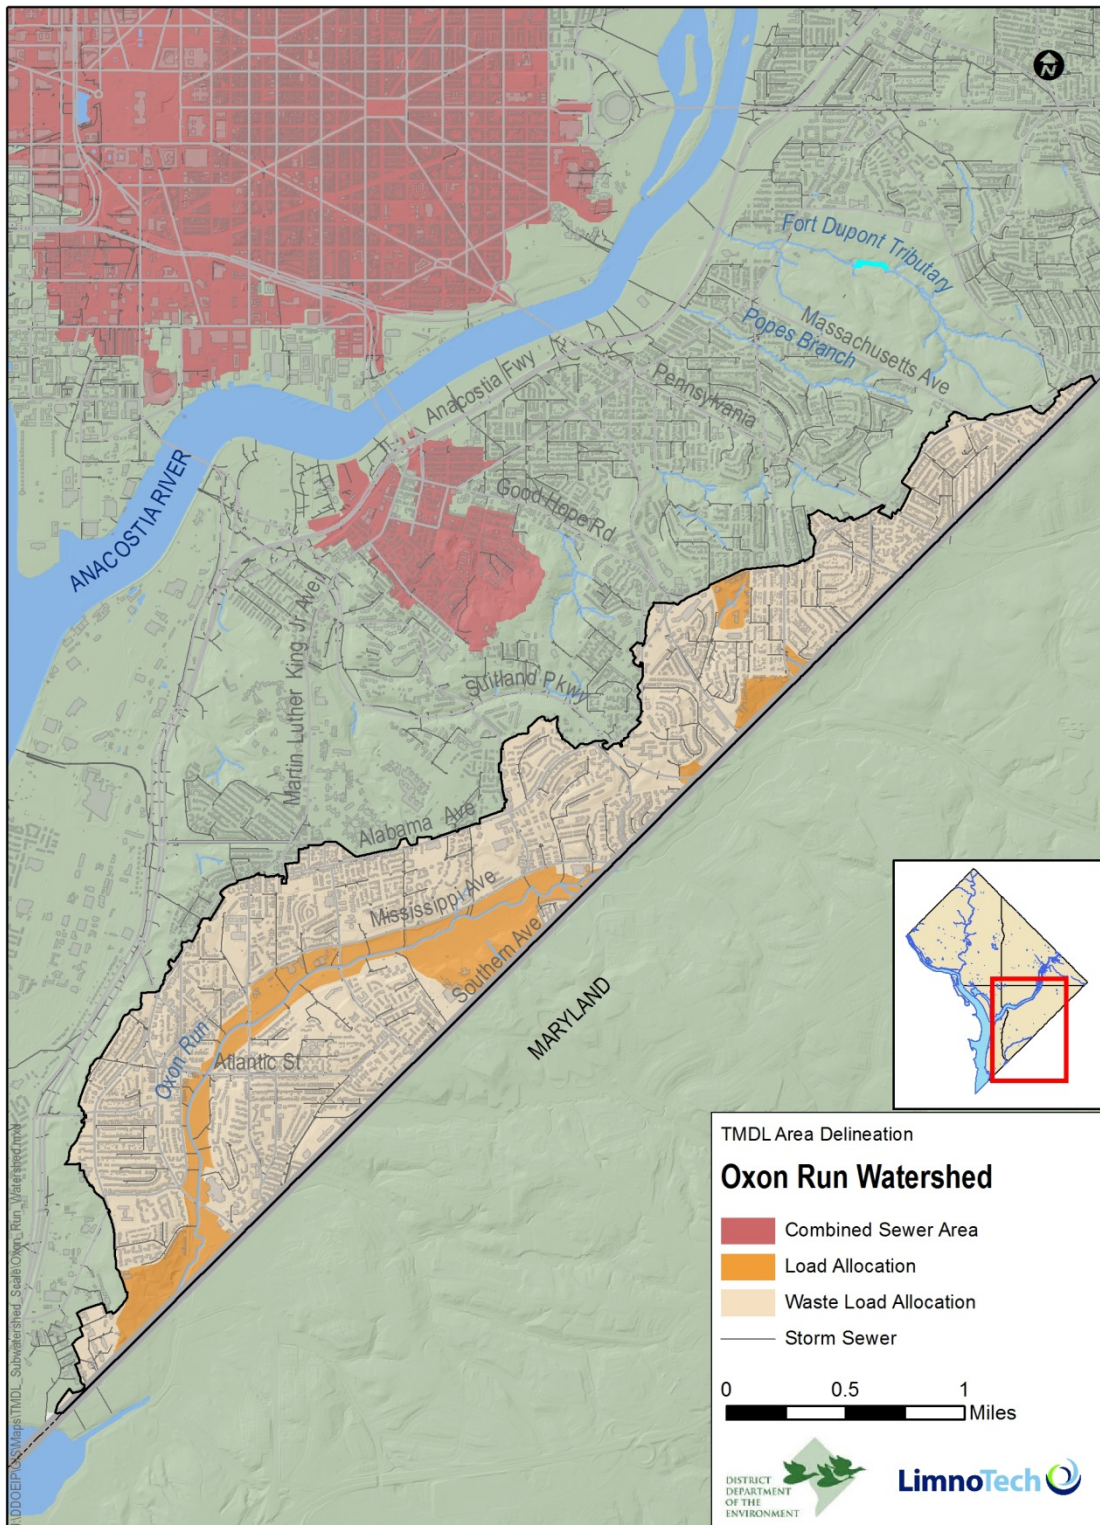 N
Fort Dupont Tributary
Massachusetts Ave
Popes Branch
Pennsylvania
Anacostia Fwy
ANACOSTIA RIVER
Good Hope Rd
Martin Luther King Jr Ave
Suitland Pkwy
Alabama Ave
Mississippi Ave
Southern Ave
MARYLAND
Oxon Run
Atlantic St
TMDL Area Delineation
Oxon Run Watershed
Combined Sewer Area
Load Allocation
Waste Load Allocation
Storm Sewer
0 0.5 1
Miles
DISTRICT
DEPARTMENT
OF THE
ENVIRONMENT
LimnoTech